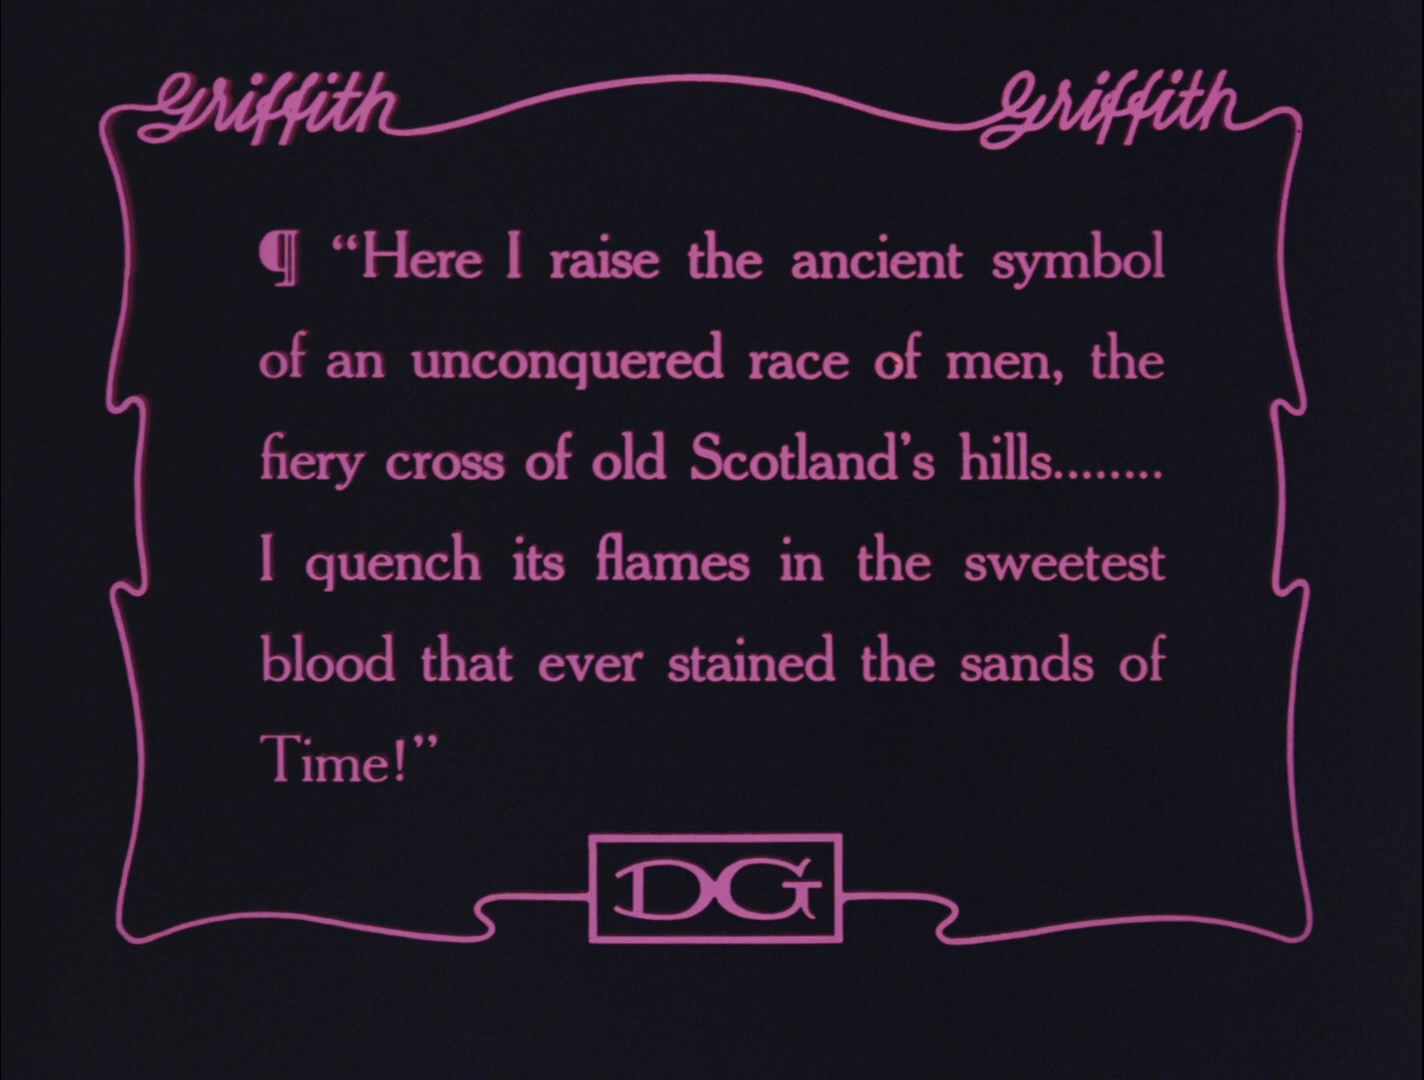 Griffith Griffith
¶ “Here I raise the ancient symbol
of an unconquered race of men, the
fiery cross of old Scotland’s hills........
I quench its flames in the sweetest
blood that ever stained the sands of
Time!”
DG